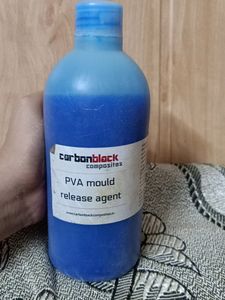 carbonblack
composites
PVA mould
release agent